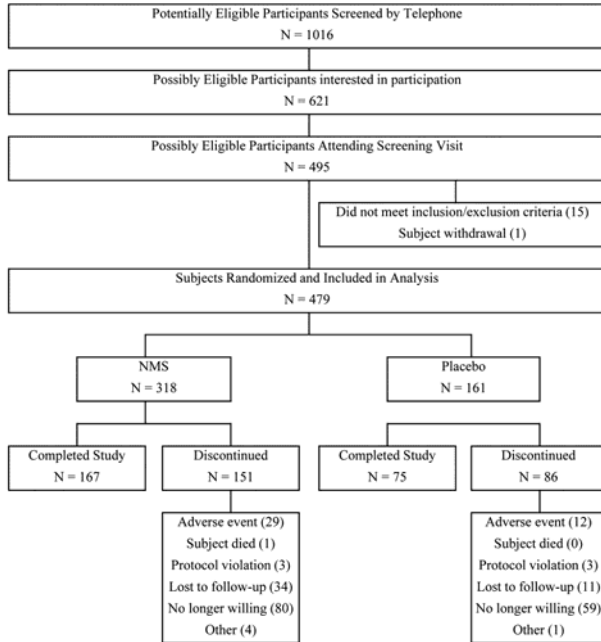 Potentially Eligible Participants Screened by Telephone
N = 1016
Possibly Eligible Participants interested in participation
N = 621
Possibly Eligible Participants Attending Screening Visit
N = 495
Did not meet inclusion/exclusion criteria (15)
Subject withdrawal (1)
Subjects Randomized and Included in Analysis
N = 479
NMS
N = 318
Placebo
N = 161
Completed Study
N = 167
Discontinued
N = 151
Completed Study
N = 75
Discontinued
N = 86
Adverse event (29)
Subject died (1)
Protocol violation (3)
Lost to follow-up (34)
No longer willing (80)
Other (4)
Adverse event (12)
Subject died (0)
Protocol violation (3)
Lost to follow-up (11)
No longer willing (59)
Other (1)